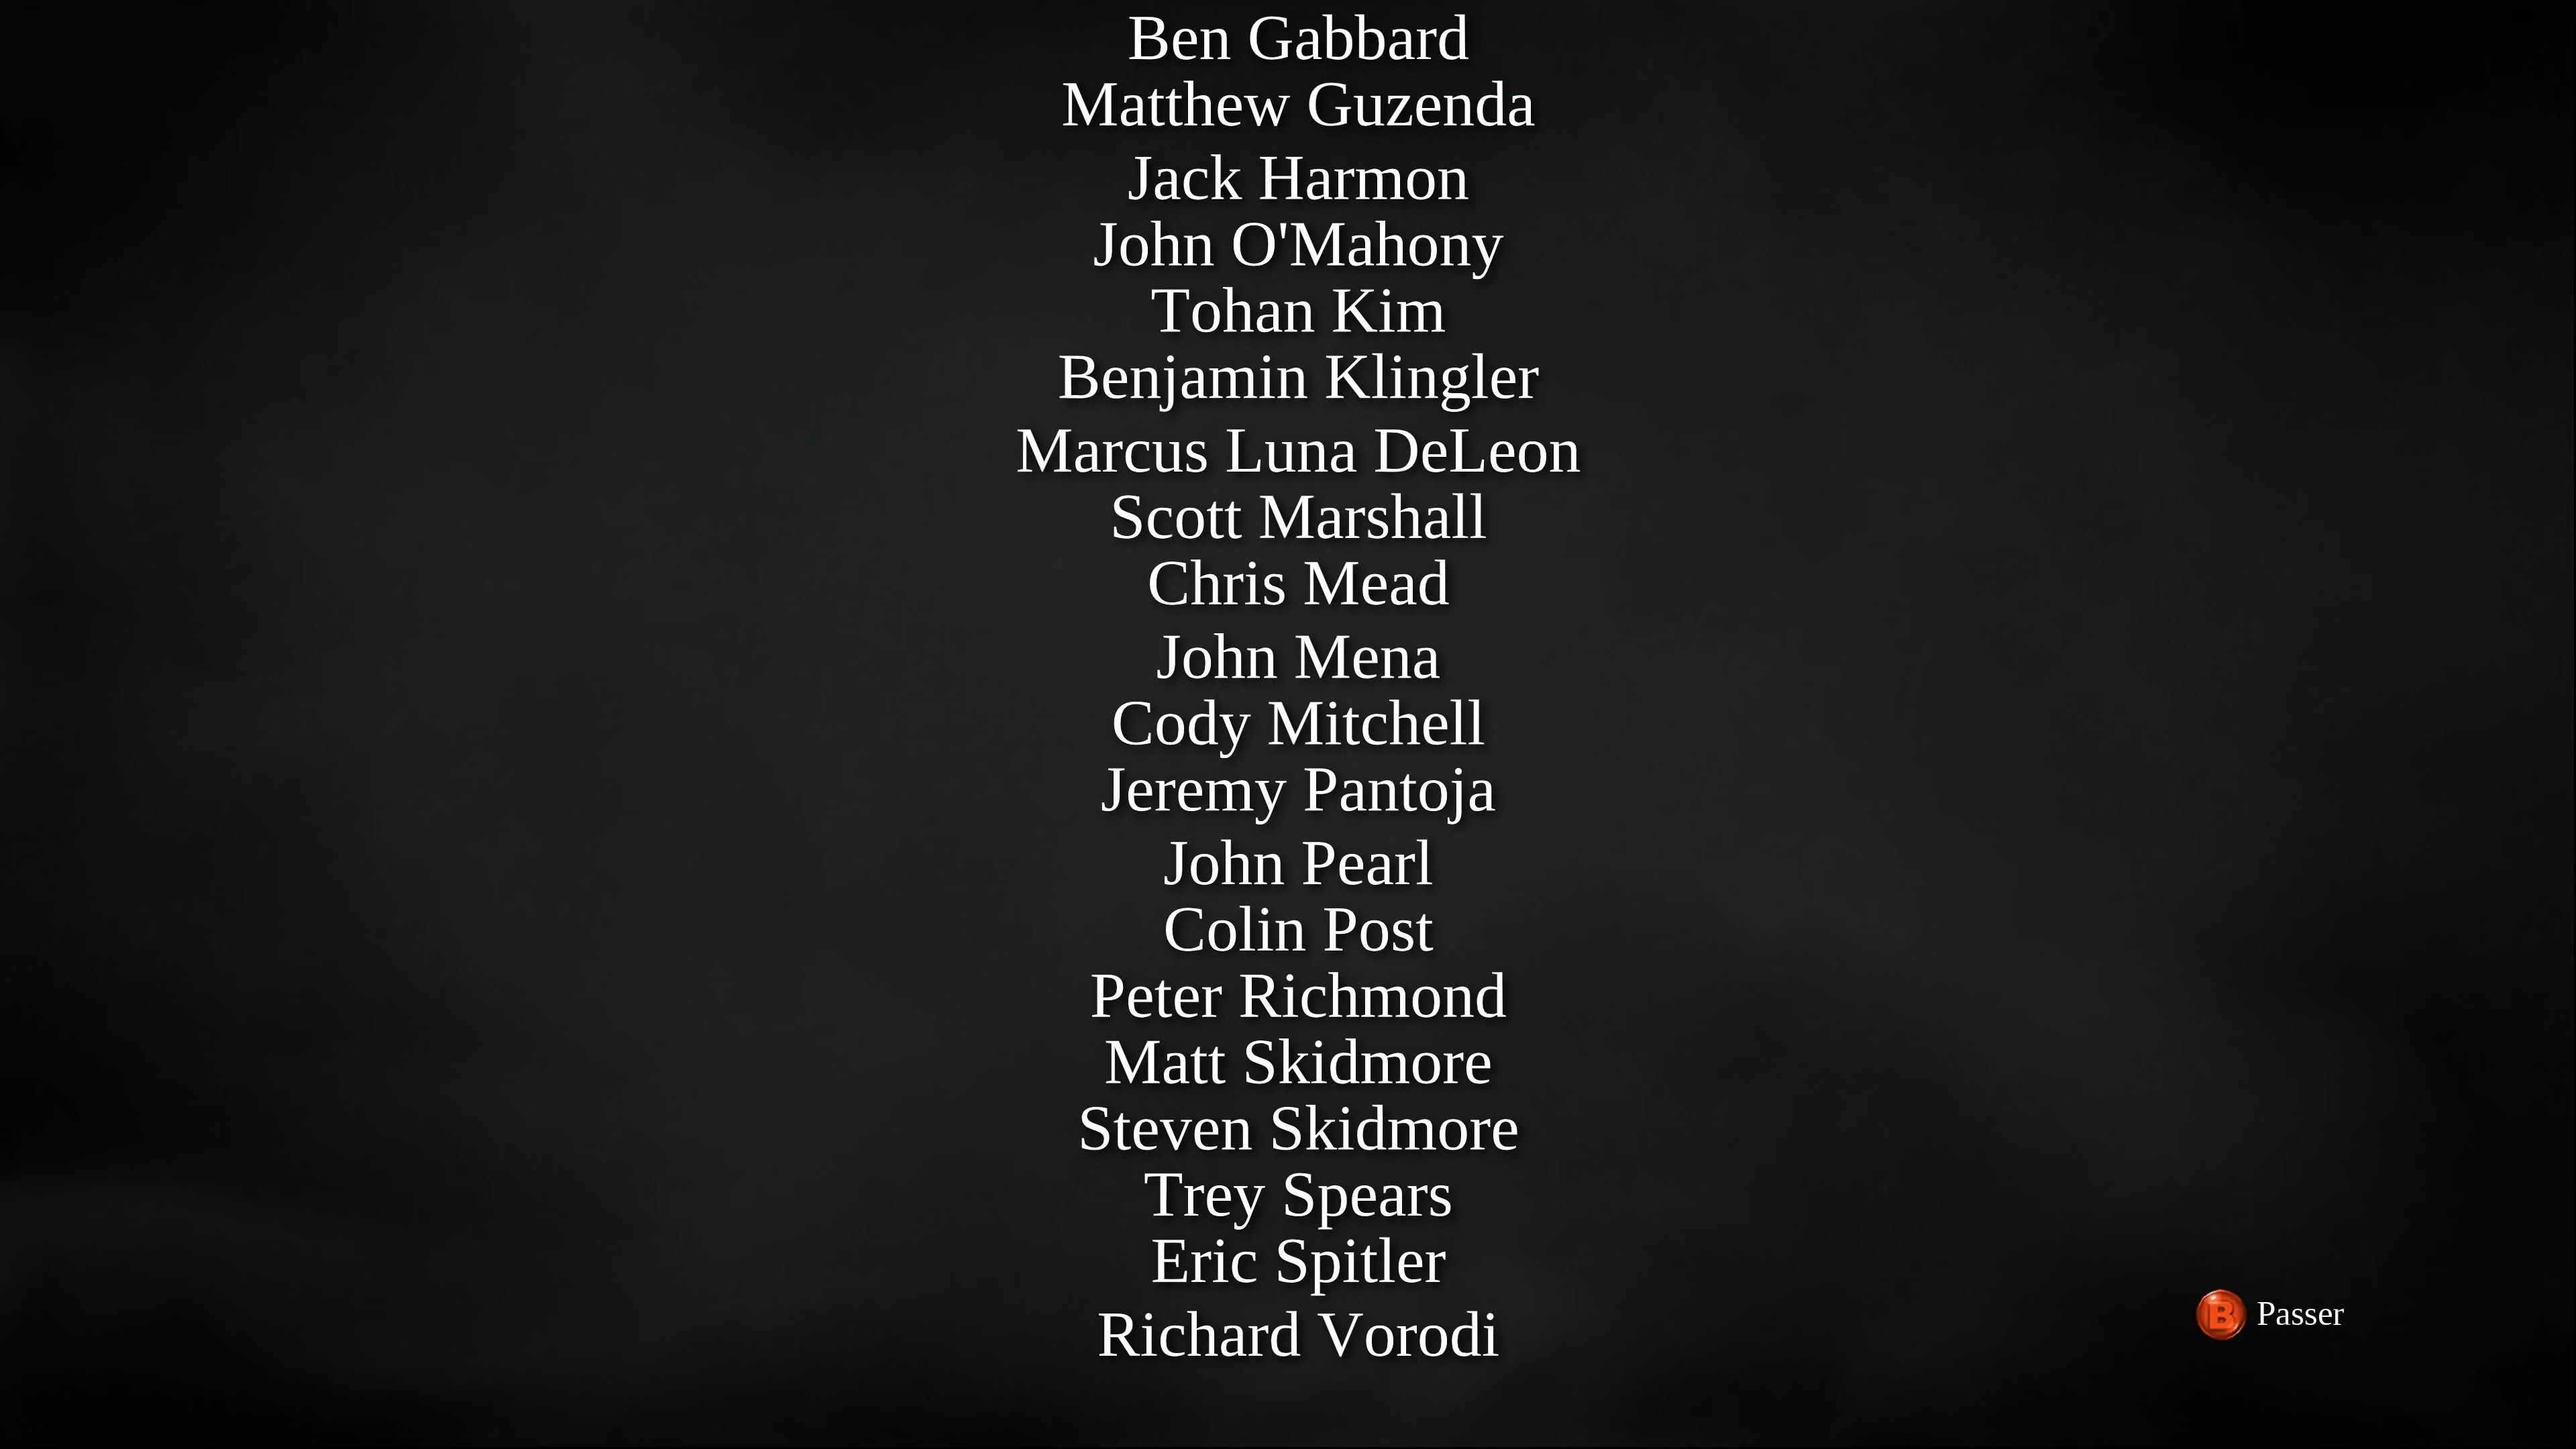 Ben Gabbard
Matthew Guzenda
Jack Harmon
John O'Mahony
Tohan Kim
Benjamin Klingler
Marcus Luna DeLeon
Scott Marshall
Chris Mead
John Mena
Cody Mitchell
Jeremy Pantoja
John Pearl
Colin Post
Peter Richmond
Matt Skidmore
Steven Skidmore
Trey Spears
Eric Spitler
B Passer
Richard Vorodi